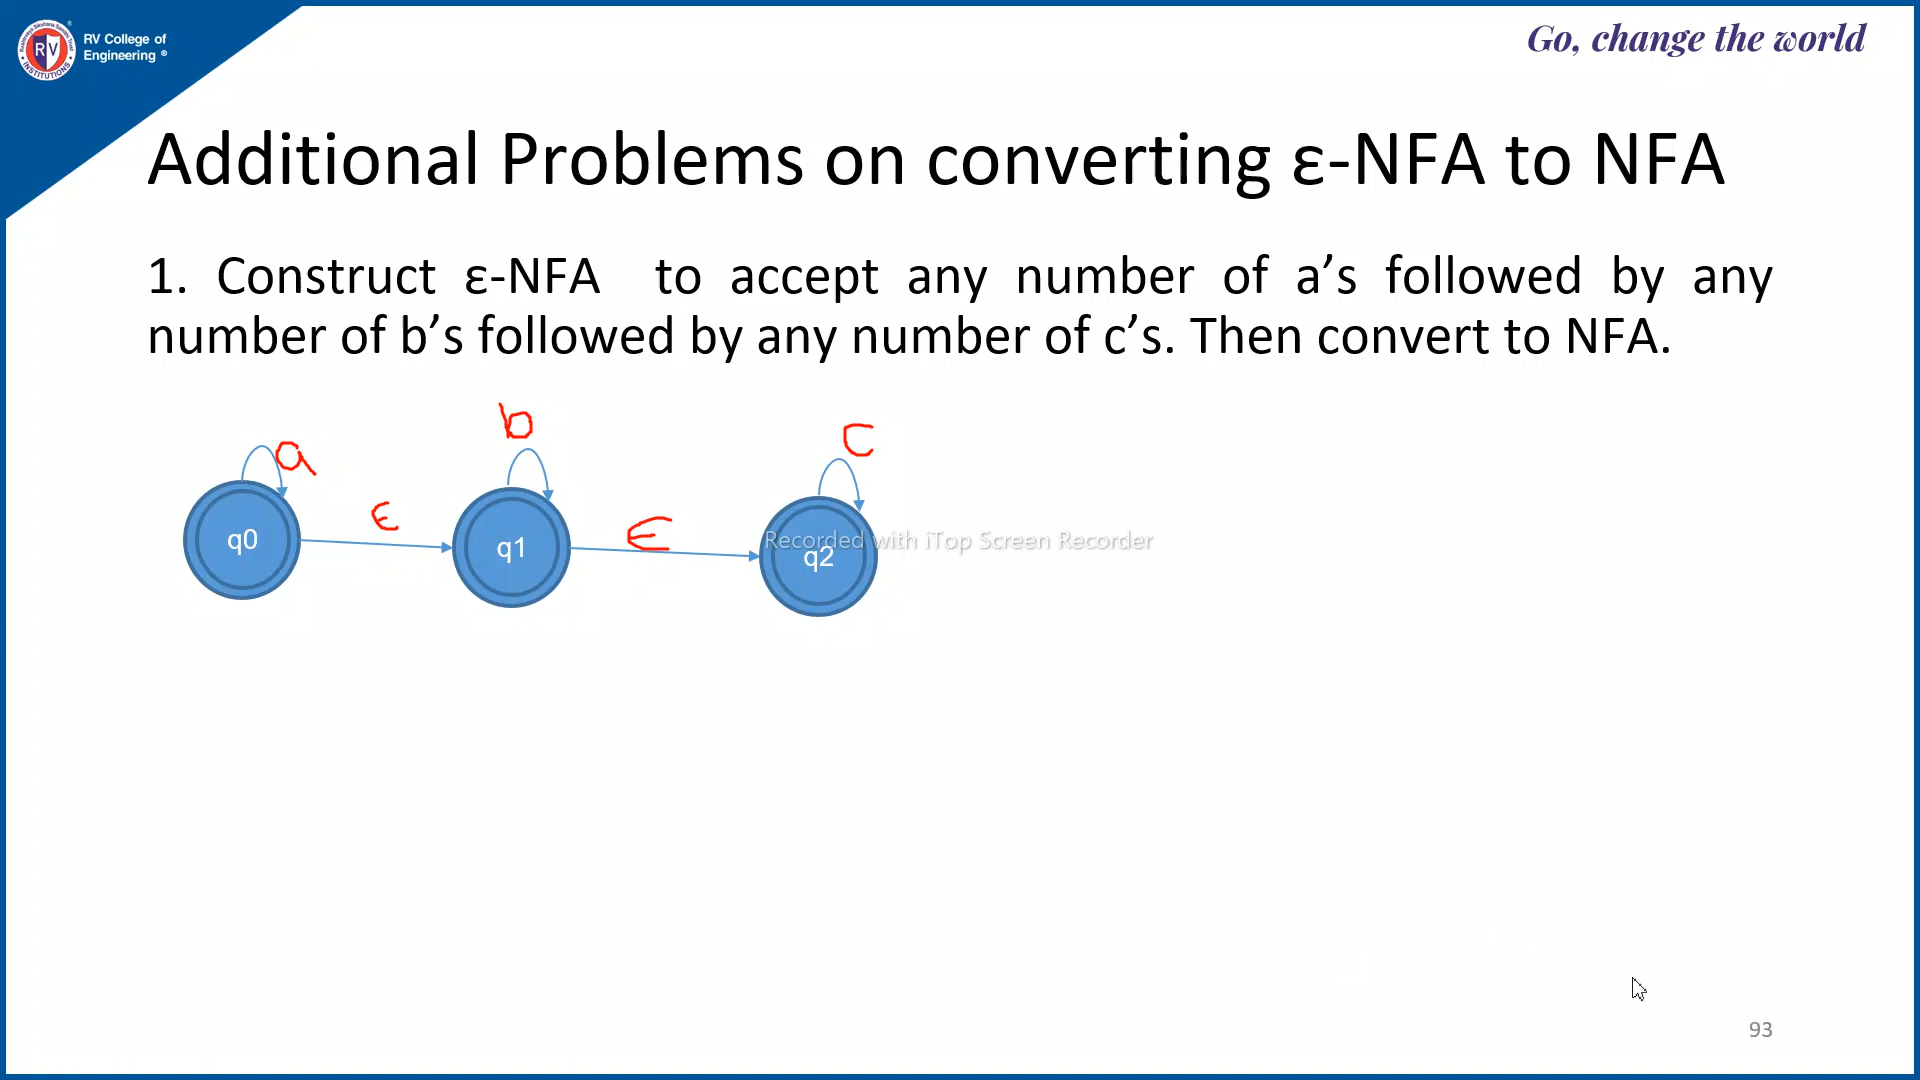 RV College of
Engineering ®
Go, change the world
Additional Problems on converting ε-NFA to NFA
1. Construct ε-NFA to accept any number of a’s followed by any
number of b’s followed by any number of c’s. Then convert to NFA.
a
b
c
ε
ε
q0
q1
q2
Recorded with iTop Screen Recorder
93